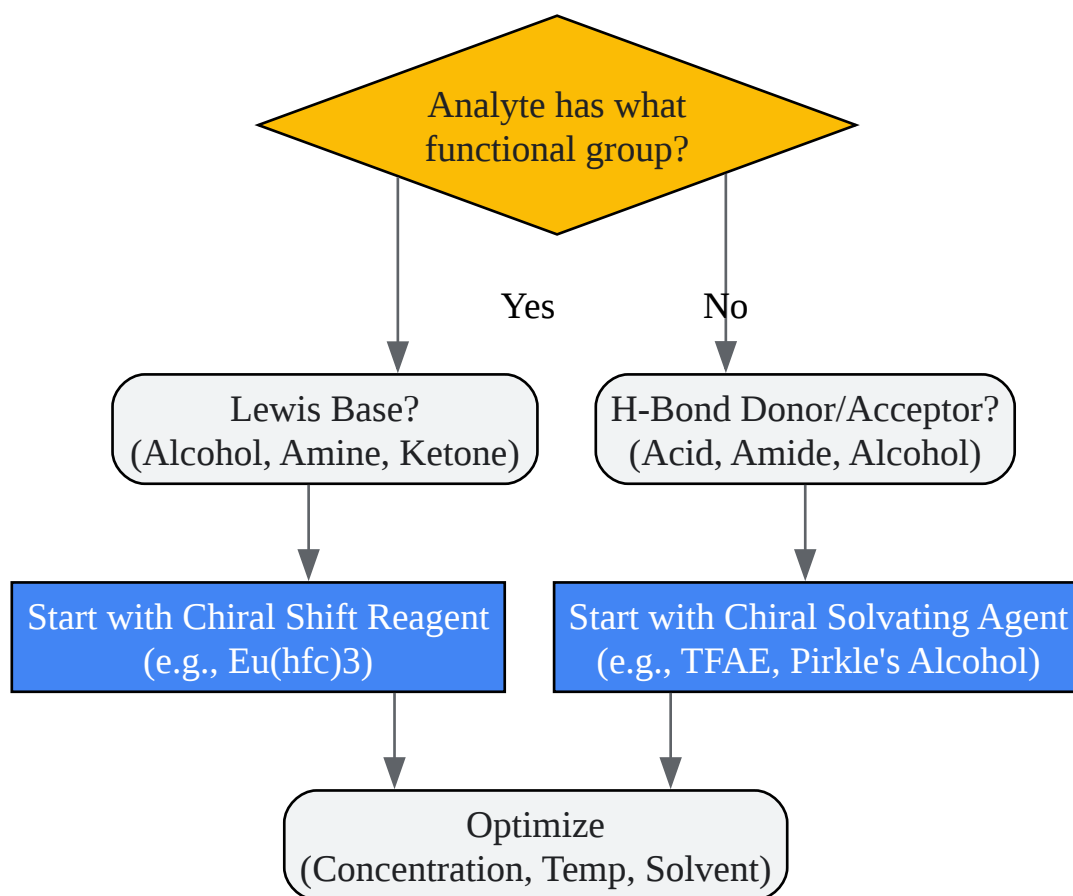 Analyte has what
functional group?
Yes
No
Lewis Base?
(Alcohol, Amine, Ketone)
H-Bond Donor/Acceptor?
(Acid, Amide, Alcohol)
Start with Chiral Shift Reagent
(e.g., Eu(hfc)3)
Start with Chiral Solvating Agent
(e.g., TFAE, Pirkle's Alcohol)
Optimize
(Concentration, Temp, Solvent)